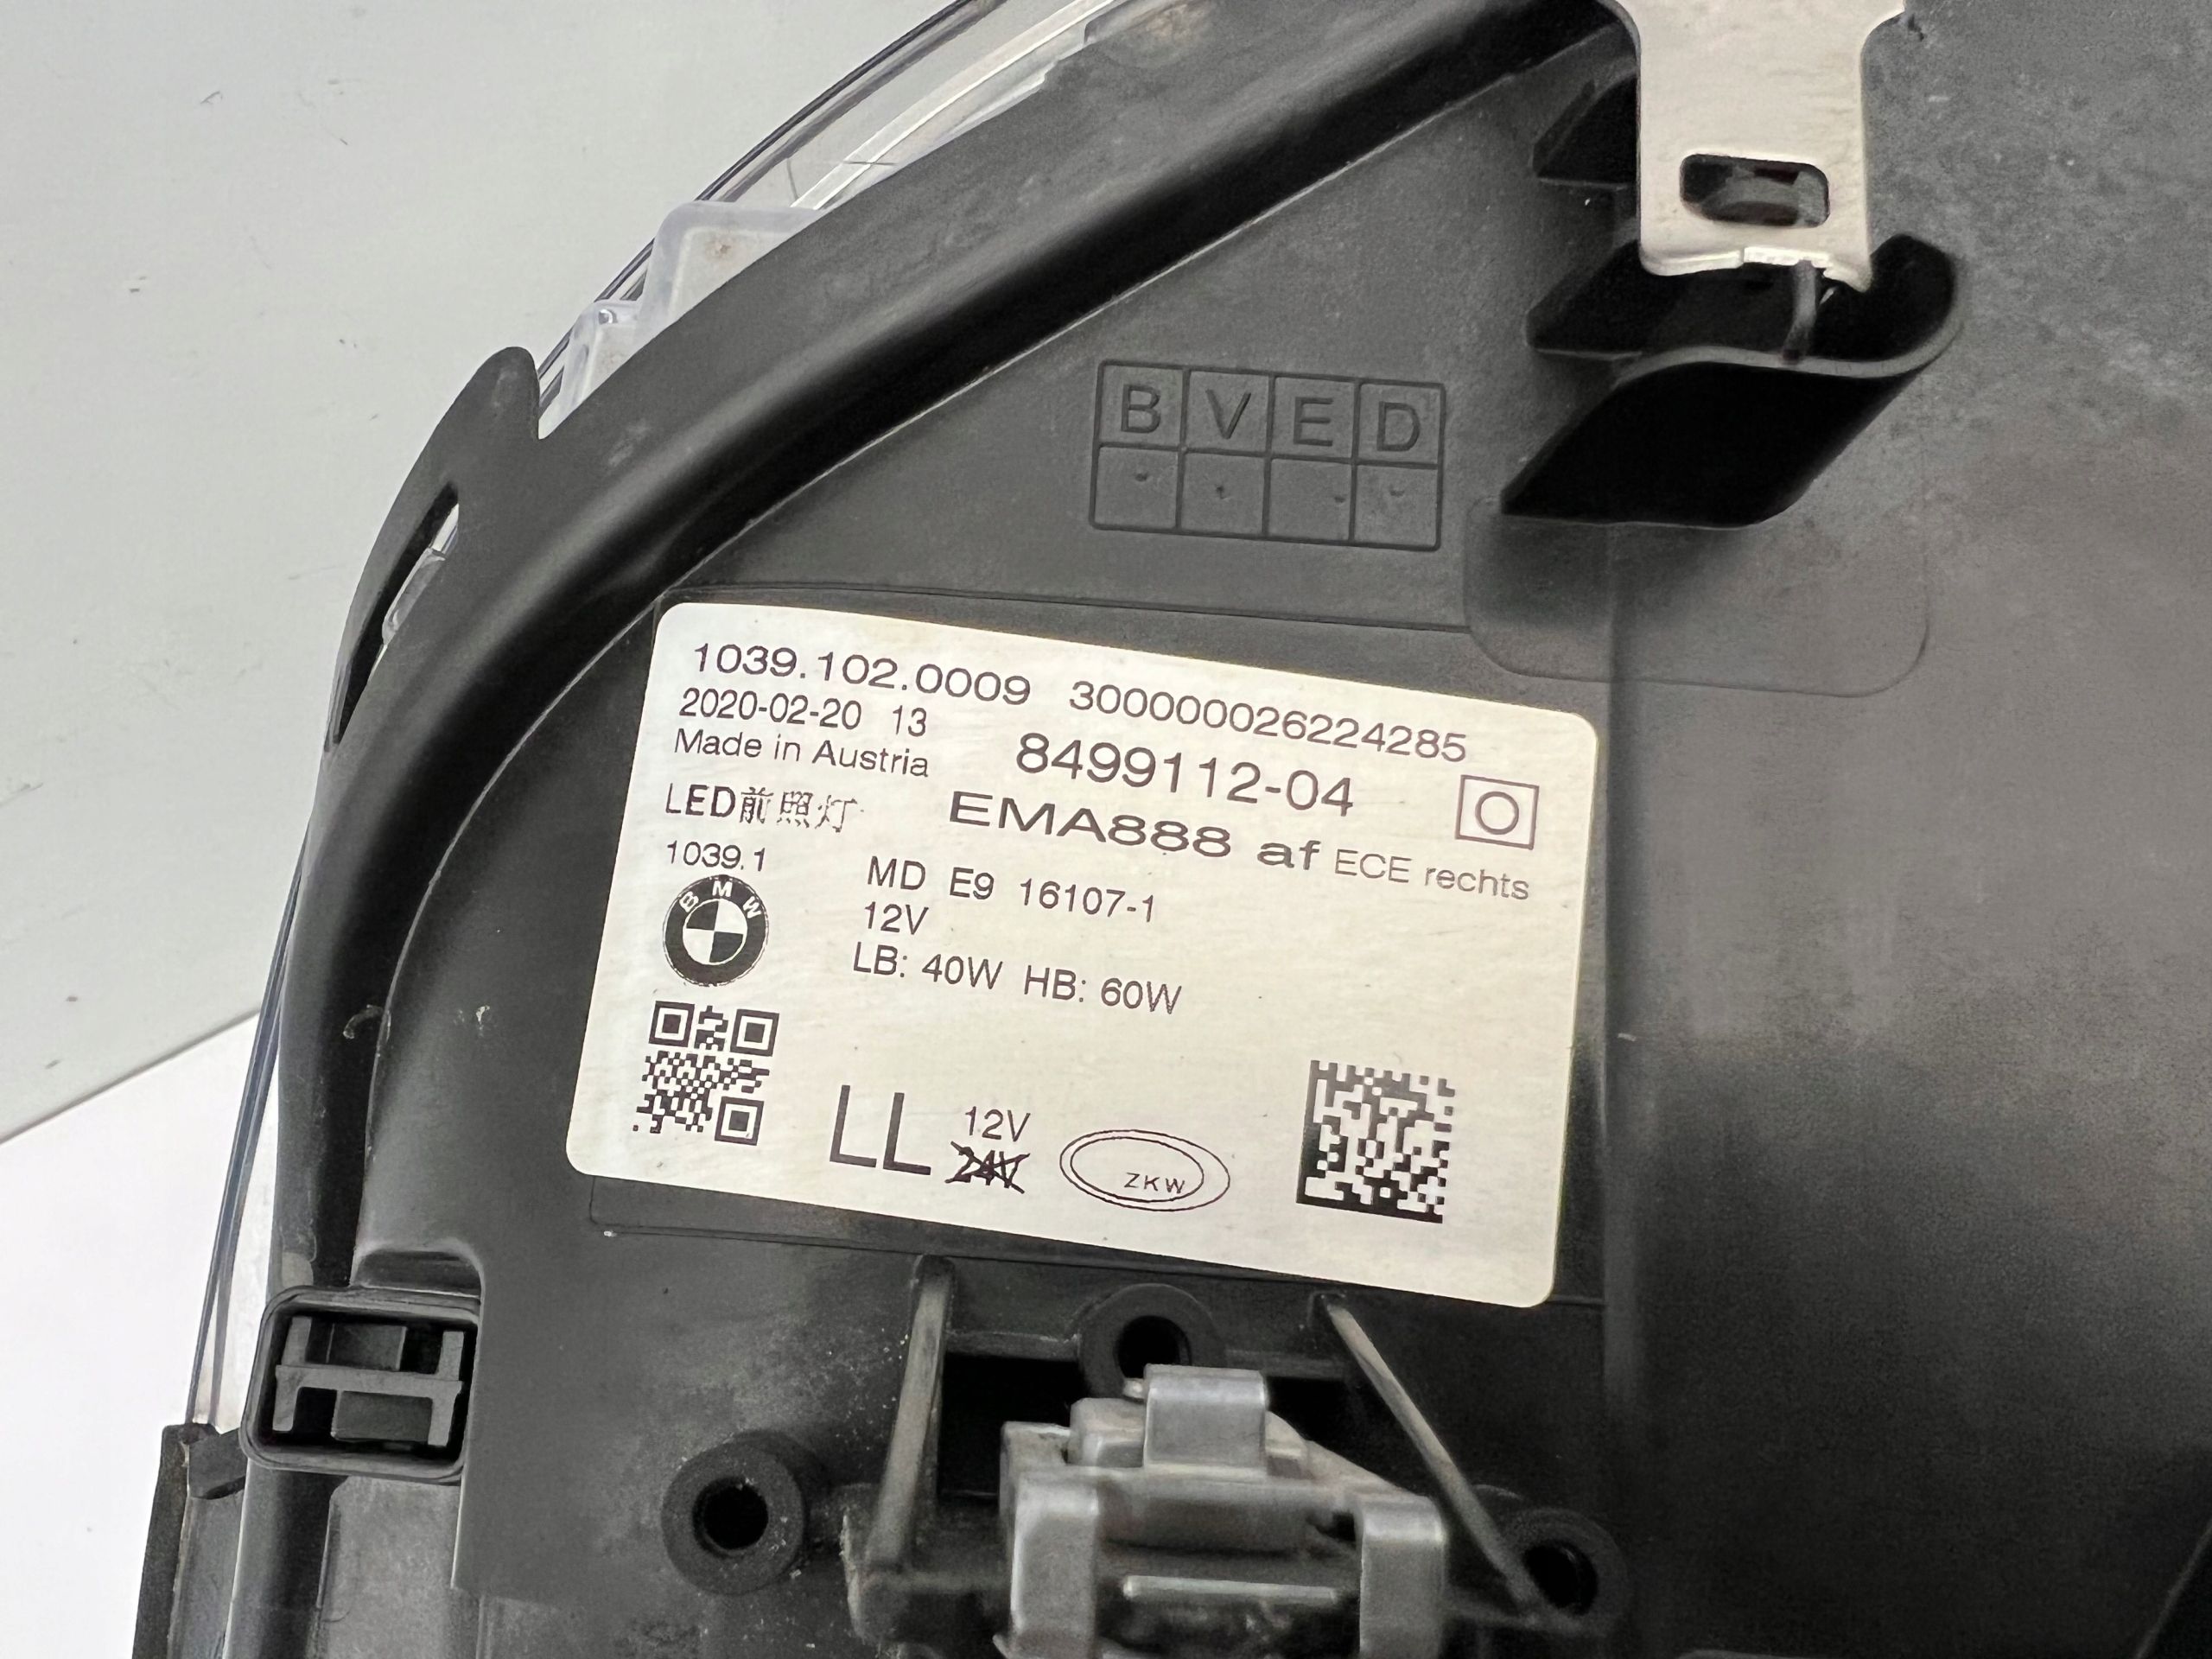 B V E D
1039.102.0009 300000026224285
2020-02-20 13
Made in Austria 8499112-04
LED前照灯 EMA888 af ECE rechts
1039.1
BMW
MD E9 16107-1
12V
LB: 40W HB: 60W
LL 12V
24V
ZKW